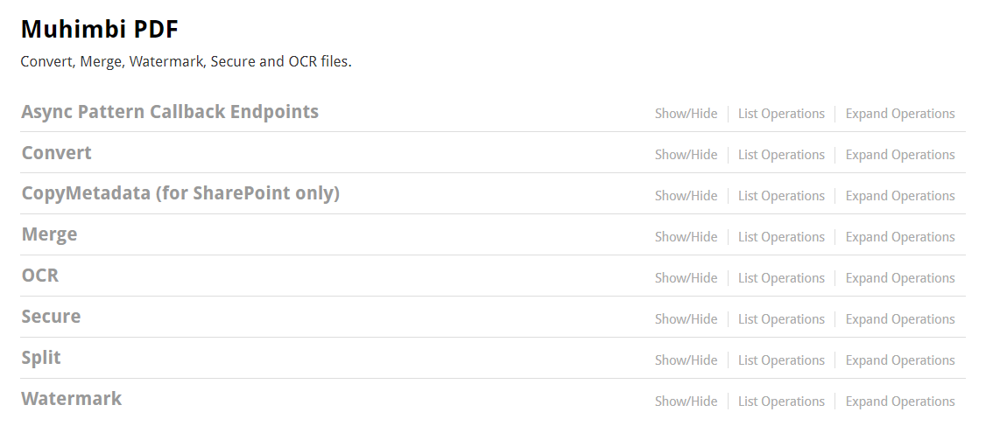 Muhimbi PDF
Convert, Merge, Watermark, Secure and OCR files.
Async Pattern Callback Endpoints Show/Hide List Operations Expand Operations
Convert Show/Hide List Operations Expand Operations
CopyMetadata (for SharePoint only) Show/Hide List Operations Expand Operations
Merge Show/Hide List Operations Expand Operations
OCR Show/Hide List Operations Expand Operations
Secure Show/Hide List Operations Expand Operations
Split Show/Hide List Operations Expand Operations
Watermark Show/Hide List Operations Expand Operations